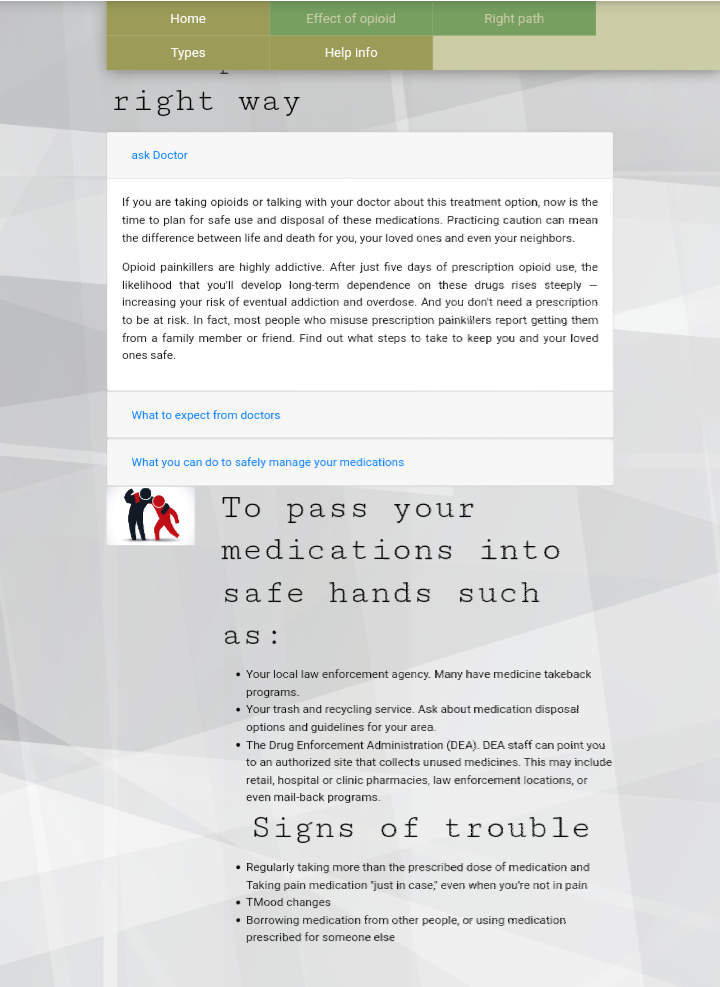 Home
Effect of opioid
Right path
Types
Help info
right way
ask Doctor
If you are taking opioids or talking with your doctor about this treatment option, now is the
time to plan for safe use and disposal of these medications. Practicing caution can mean
the difference between life and death for you, your loved ones and even your neighbors.
Opioid painkillers are highly addictive. After just five days of prescription opioid use, the
likelihood that you'll develop long-term dependence on these drugs rises steeply —
increasing your risk of eventual addiction and overdose. And you don't need a prescription
to be at risk. In fact, most people who misuse prescription painkillers report getting them
from a family member or friend. Find out what steps to take to keep you and your loved
ones safe.
What to expect from doctors
What you can do to safely manage your medications
To pass your
medications into
safe hands such
as:
• Your local law enforcement agency. Many have medicine takeback
programs.
• Your trash and recycling service. Ask about medication disposal
options and guidelines for your area.
• The Drug Enforcement Administration (DEA). DEA staff can point you
to an authorized site that collects unused medicines. This may include
retail, hospital or clinic pharmacies, law enforcement locations, or
even mail-back programs.
Signs of trouble
• Regularly taking more than the prescribed dose of medication and
Taking pain medication "just in case," even when you're not in pain
• TMood changes
• Borrowing medication from other people, or using medication
prescribed for someone else